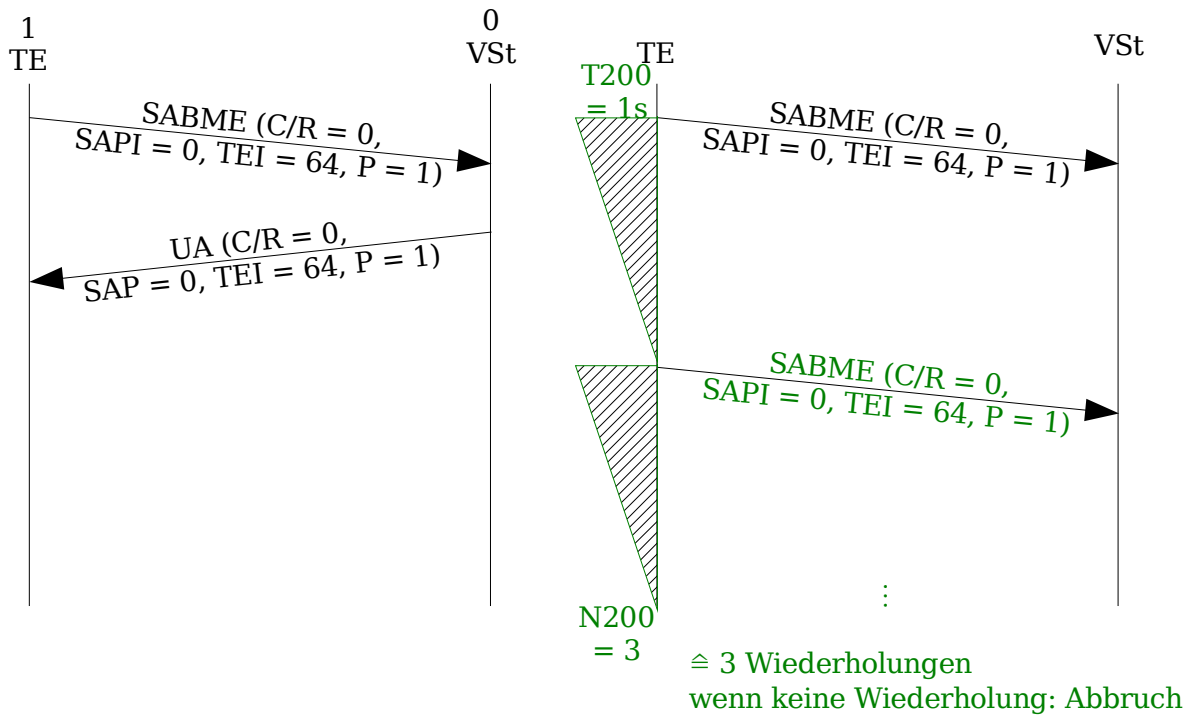 1
TE
0
VSt
SABME (C/R = 0,
SAPI = 0, TEI = 64, P = 1)
UA (C/R = 0,
SAP = 0, TEI = 64, P = 1)
TE
VSt
T200
= 1s
SABME (C/R = 0,
SAPI = 0, TEI = 64, P = 1)
SABME (C/R = 0,
SAPI = 0, TEI = 64, P = 1)
⋮
N200
= 3
≙ 3 Wiederholungen
wenn keine Wiederholung: Abbruch